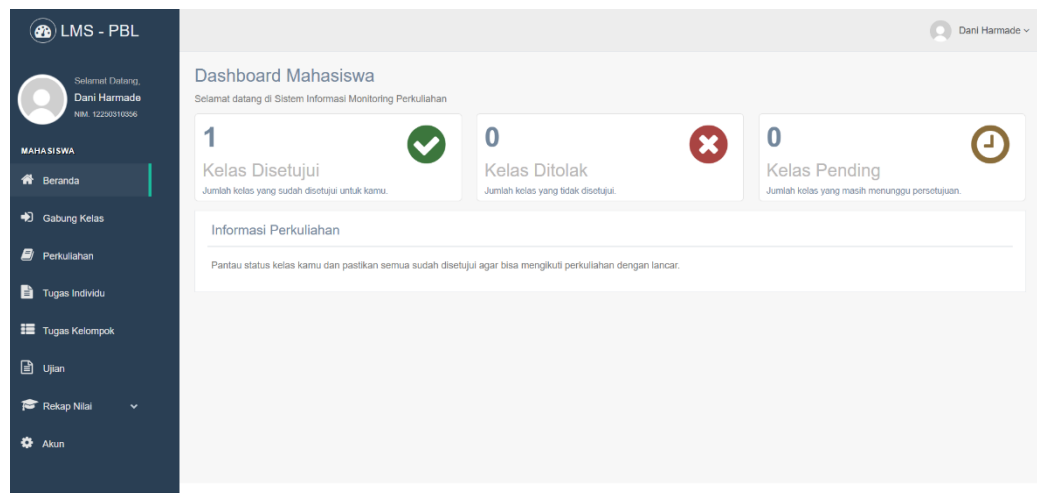 LMS - PBL
Dani Harmade
Selamat Datang,
Dani Harmade
NIM. 12250310356
MAHASISWA
Beranda
Gabung Kelas
Perkuliahan
Tugas Individu
Tugas Kelompok
Ujian
Rekap Nilai
Akun
Dashboard Mahasiswa
Selamat datang di Sistem Informasi Monitoring Perkuliahan
1
Kelas Disetujui
Jumlah kelas yang sudah disetujui untuk kamu.
0
Kelas Ditolak
Jumlah kelas yang tidak disetujui.
0
Kelas Pending
Jumlah kelas yang masih menunggu persetujuan.
Informasi Perkuliahan
Pantau status kelas kamu dan pastikan semua sudah disetujui agar bisa mengikuti perkuliahan dengan lancar.